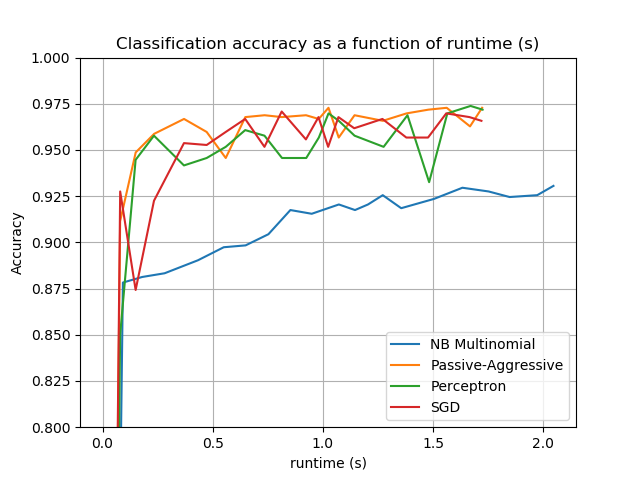 Classification accuracy as a function of runtime (s)
1.000
0.975
0.950
0.925
0.900
0.875
0.850
0.825
0.800
Accuracy
NB Multinomial
Passive-Aggressive
Perceptron
SGD
0.0 0.5 1.0 1.5 2.0
runtime (s)